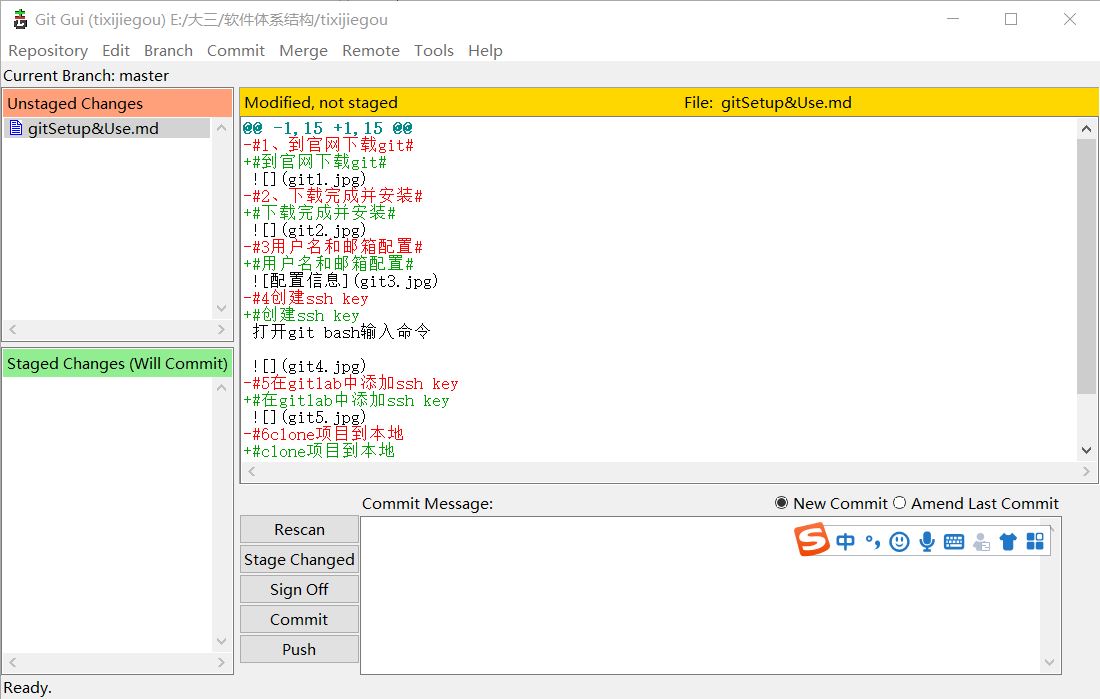 Git Gui (tixijiegou) E:/大三/软件体系结构/tixijiegou
Repository Edit Branch Commit Merge Remote Tools Help
Current Branch: master
Unstaged Changes
gitSetup&Use.md
Staged Changes (Will Commit)
Modified, not staged File: gitSetup&Use.md
@@ -1,15 +1,15 @@
-#1、到官网下载git#
+#到官网下载git#
![](git1.jpg)
-#2、下载完成并安装#
+#下载完成并安装#
![](git2.jpg)
-#3用户名和邮箱配置#
+#用户名和邮箱配置#
![配置信息](git3.jpg)
-#4创建ssh key
+#创建ssh key
打开git bash输入命令
![](git4.jpg)
-#5在gitlab中添加ssh key
+#在gitlab中添加ssh key
![](git5.jpg)
-#6clone项目到本地
+#clone项目到本地
Commit Message: New Commit Amend Last Commit
Rescan
Stage Changed
Sign Off
Commit
Push
S 中 °,
Ready.